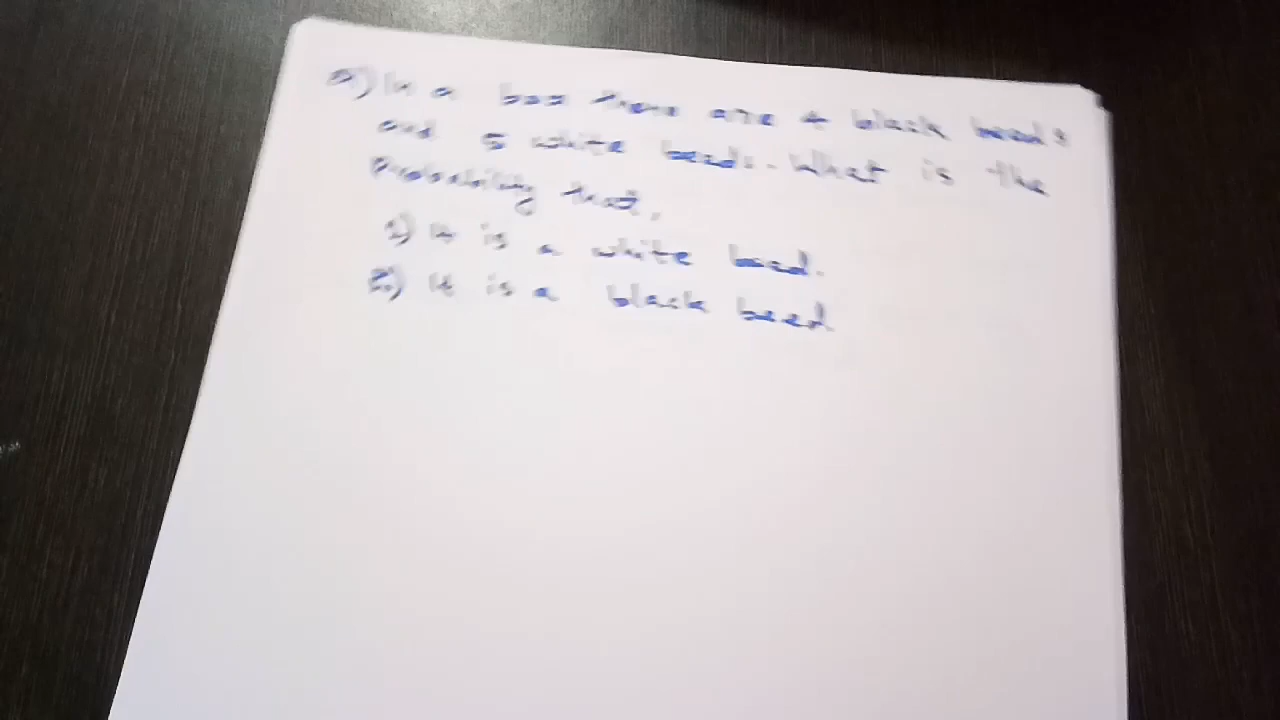 Q) In a box there are 4 black beads
and 5 white beads. What is the
Probability that,
1) It is a white bead.
2) It is a black bead